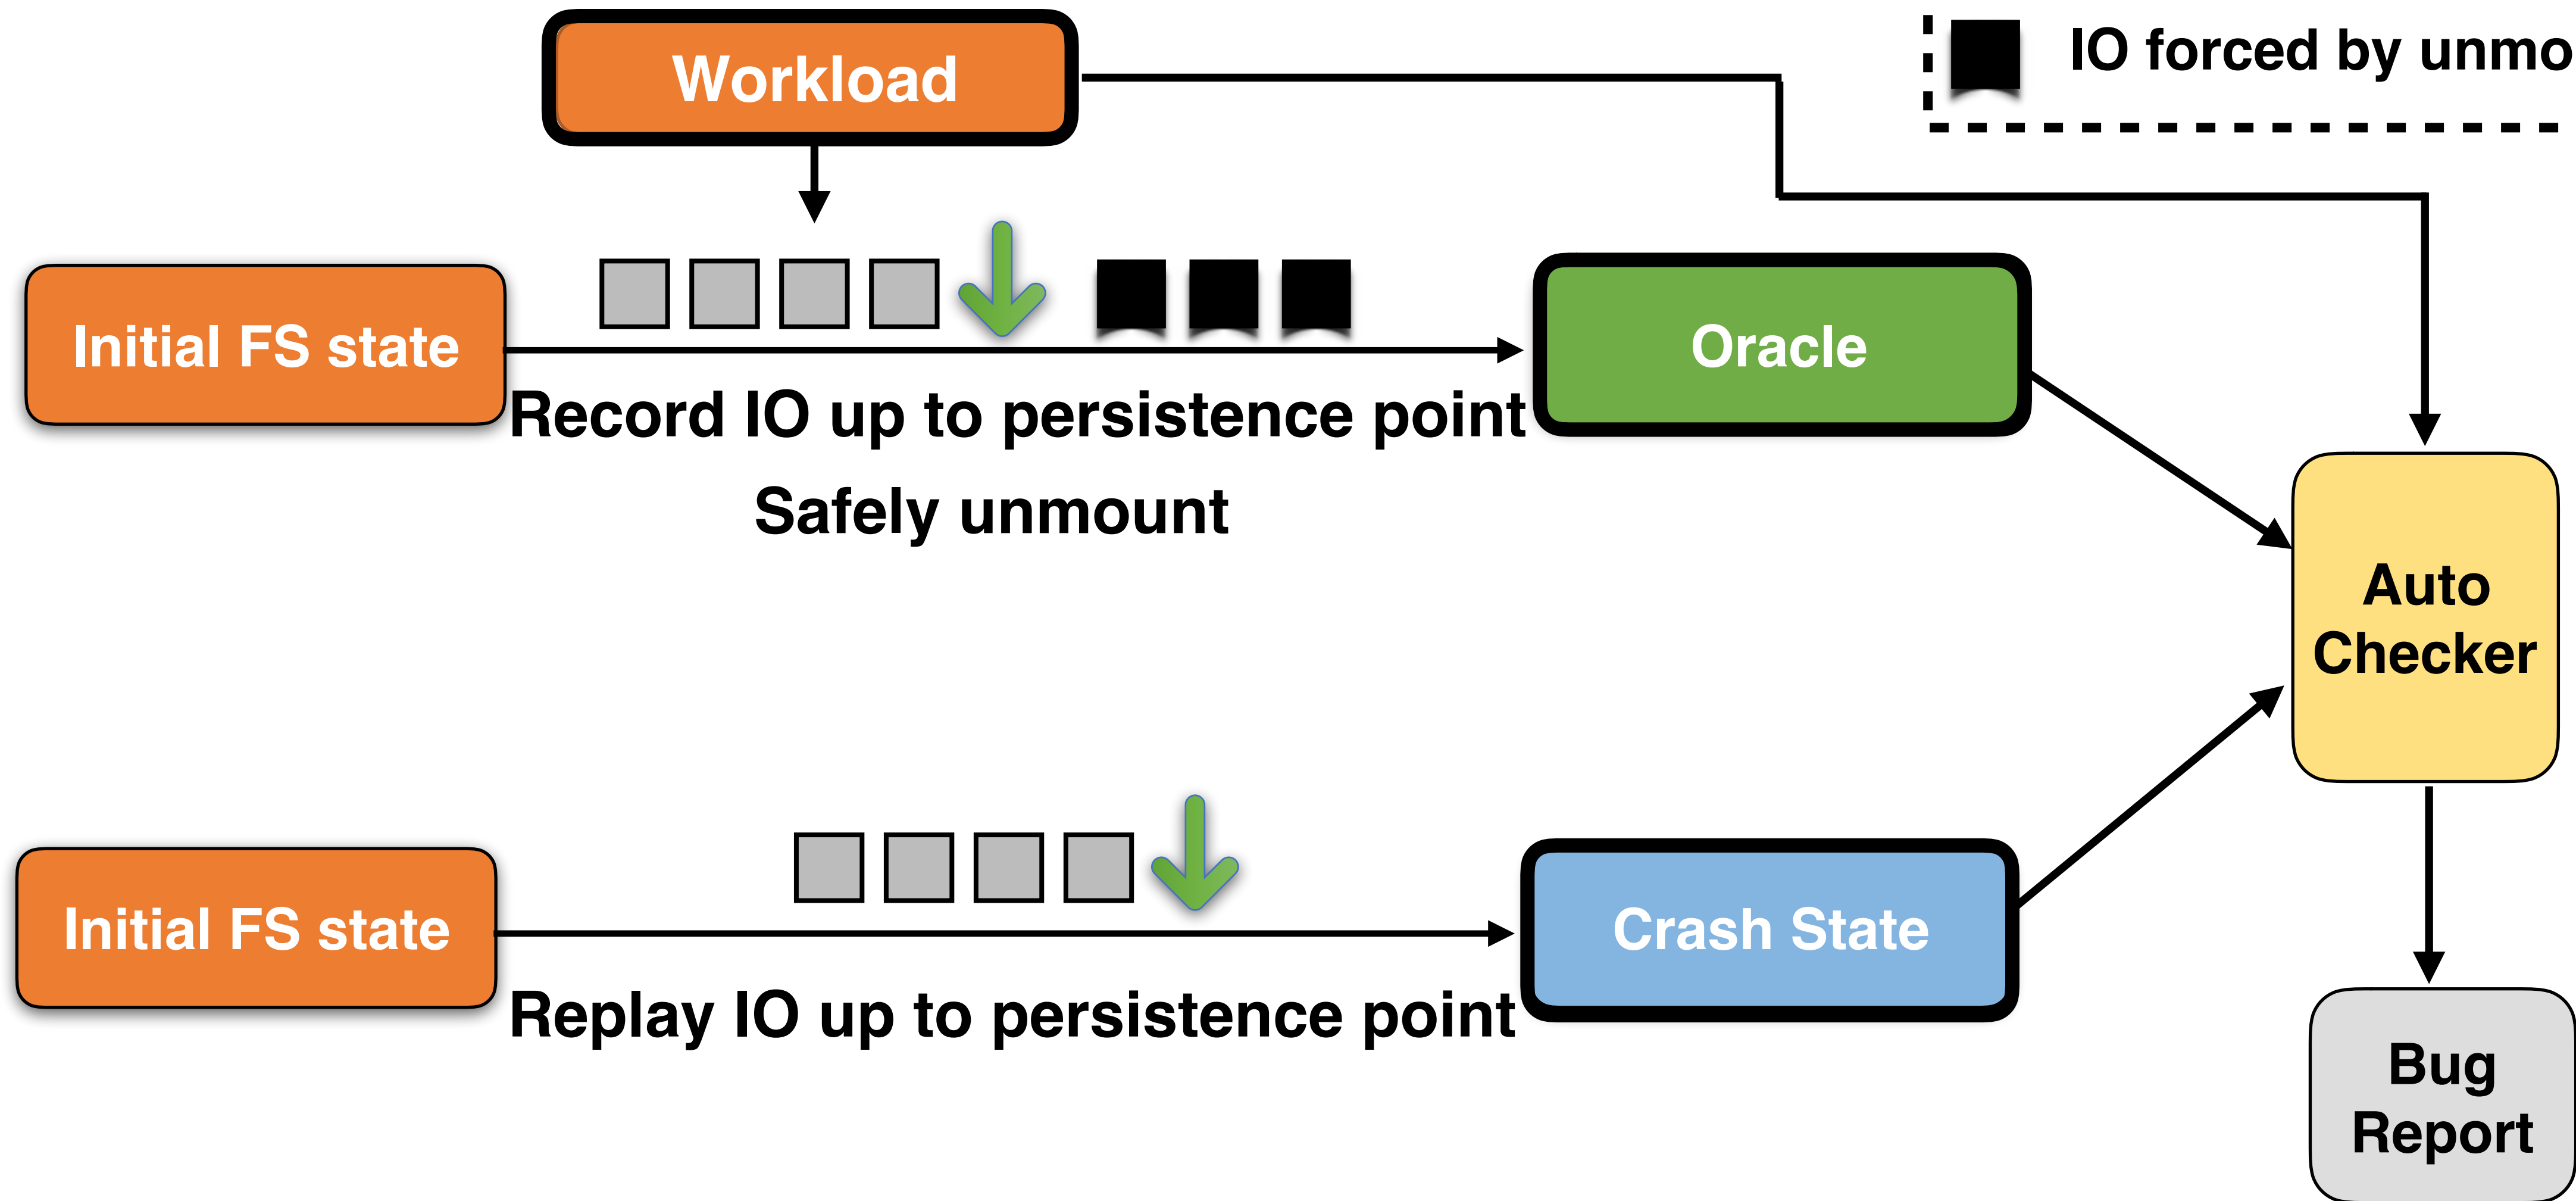 Workload
IO forced by unmo
Initial FS state
Oracle
Record IO up to persistence point
Safely unmount
Auto
Checker
Initial FS state
Crash State
Replay IO up to persistence point
Bug
Report